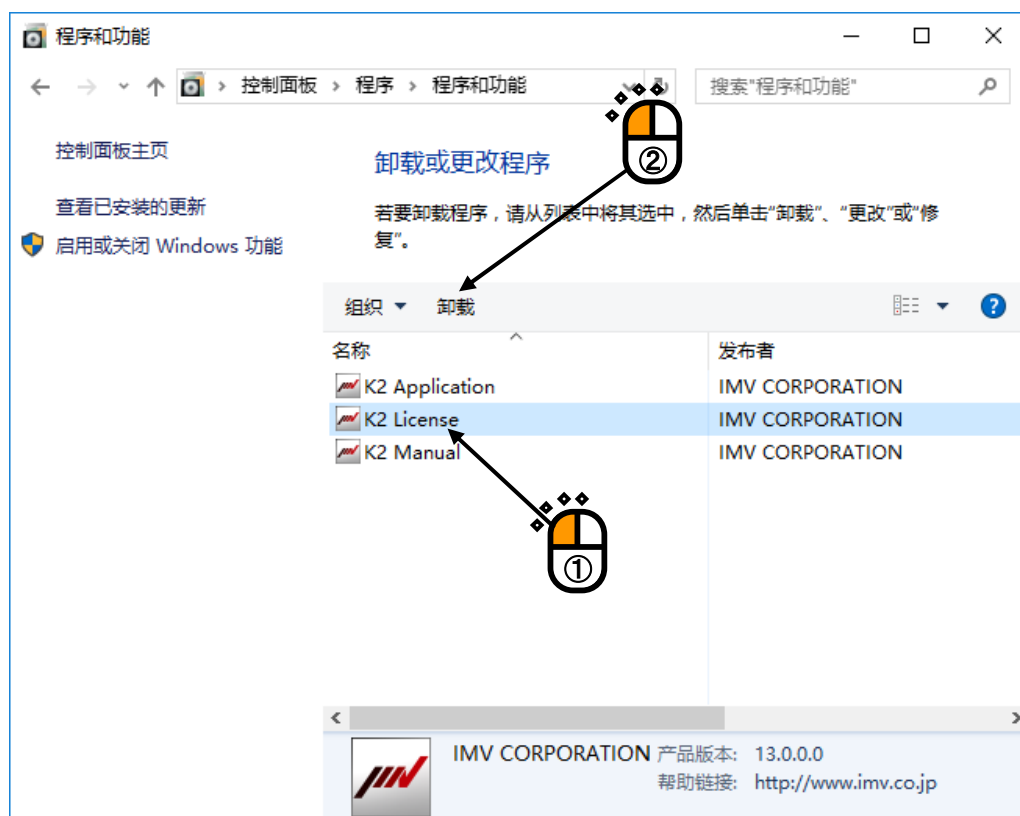 程序和功能
控制面板 › 程序 › 程序和功能
搜索"程序和功能"
控制面板主页
查看已安装的更新
启用或关闭 Windows 功能
卸载或更改程序
若要卸载程序，请从列表中将其选中，然后单击“卸载”、“更改”或“修
复”。
组织 卸载
?
名称 发布者
K2 Application IMV CORPORATION
K2 License IMV CORPORATION
K2 Manual IMV CORPORATION
②
①
IMV CORPORATION 产品版本: 13.0.0.0
帮助链接: http://www.imv.co.jp